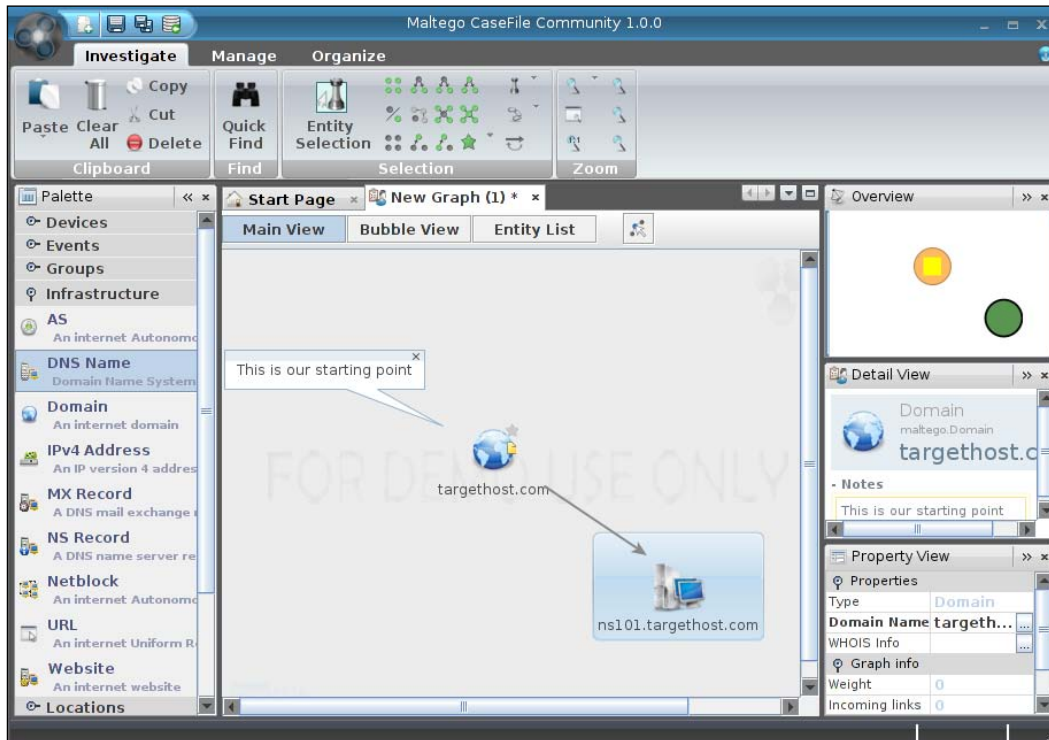 Maltego CaseFile Community 1.0.0
Investigate Manage Organize
Paste
Clear All
Copy
Cut
Delete
Clipboard
Quick Find
Find
Entity Selection
Selection
Zoom
Palette
Devices
Events
Groups
Infrastructure
AS
An internet Autonomo
DNS Name
Domain Name System
Domain
An internet domain
IPv4 Address
An IP version 4 addres
MX Record
A DNS mail exchange
NS Record
A DNS name server re
Netblock
An internet Autonomo
URL
An internet Uniform R
Website
An internet website
Locations
Start Page
New Graph (1) *
Main View Bubble View Entity List
This is our starting point
FOR DEMO USE ONLY
targethost.com
ns101.targethost.com
Overview
Detail View
Domain
maltego.Domain
targethost.c
- Notes
This is our starting point
Property View
Properties
Type Domain
Domain Name targeth... ...
WHOIS Info ...
Graph info
Weight 0
Incoming links 0